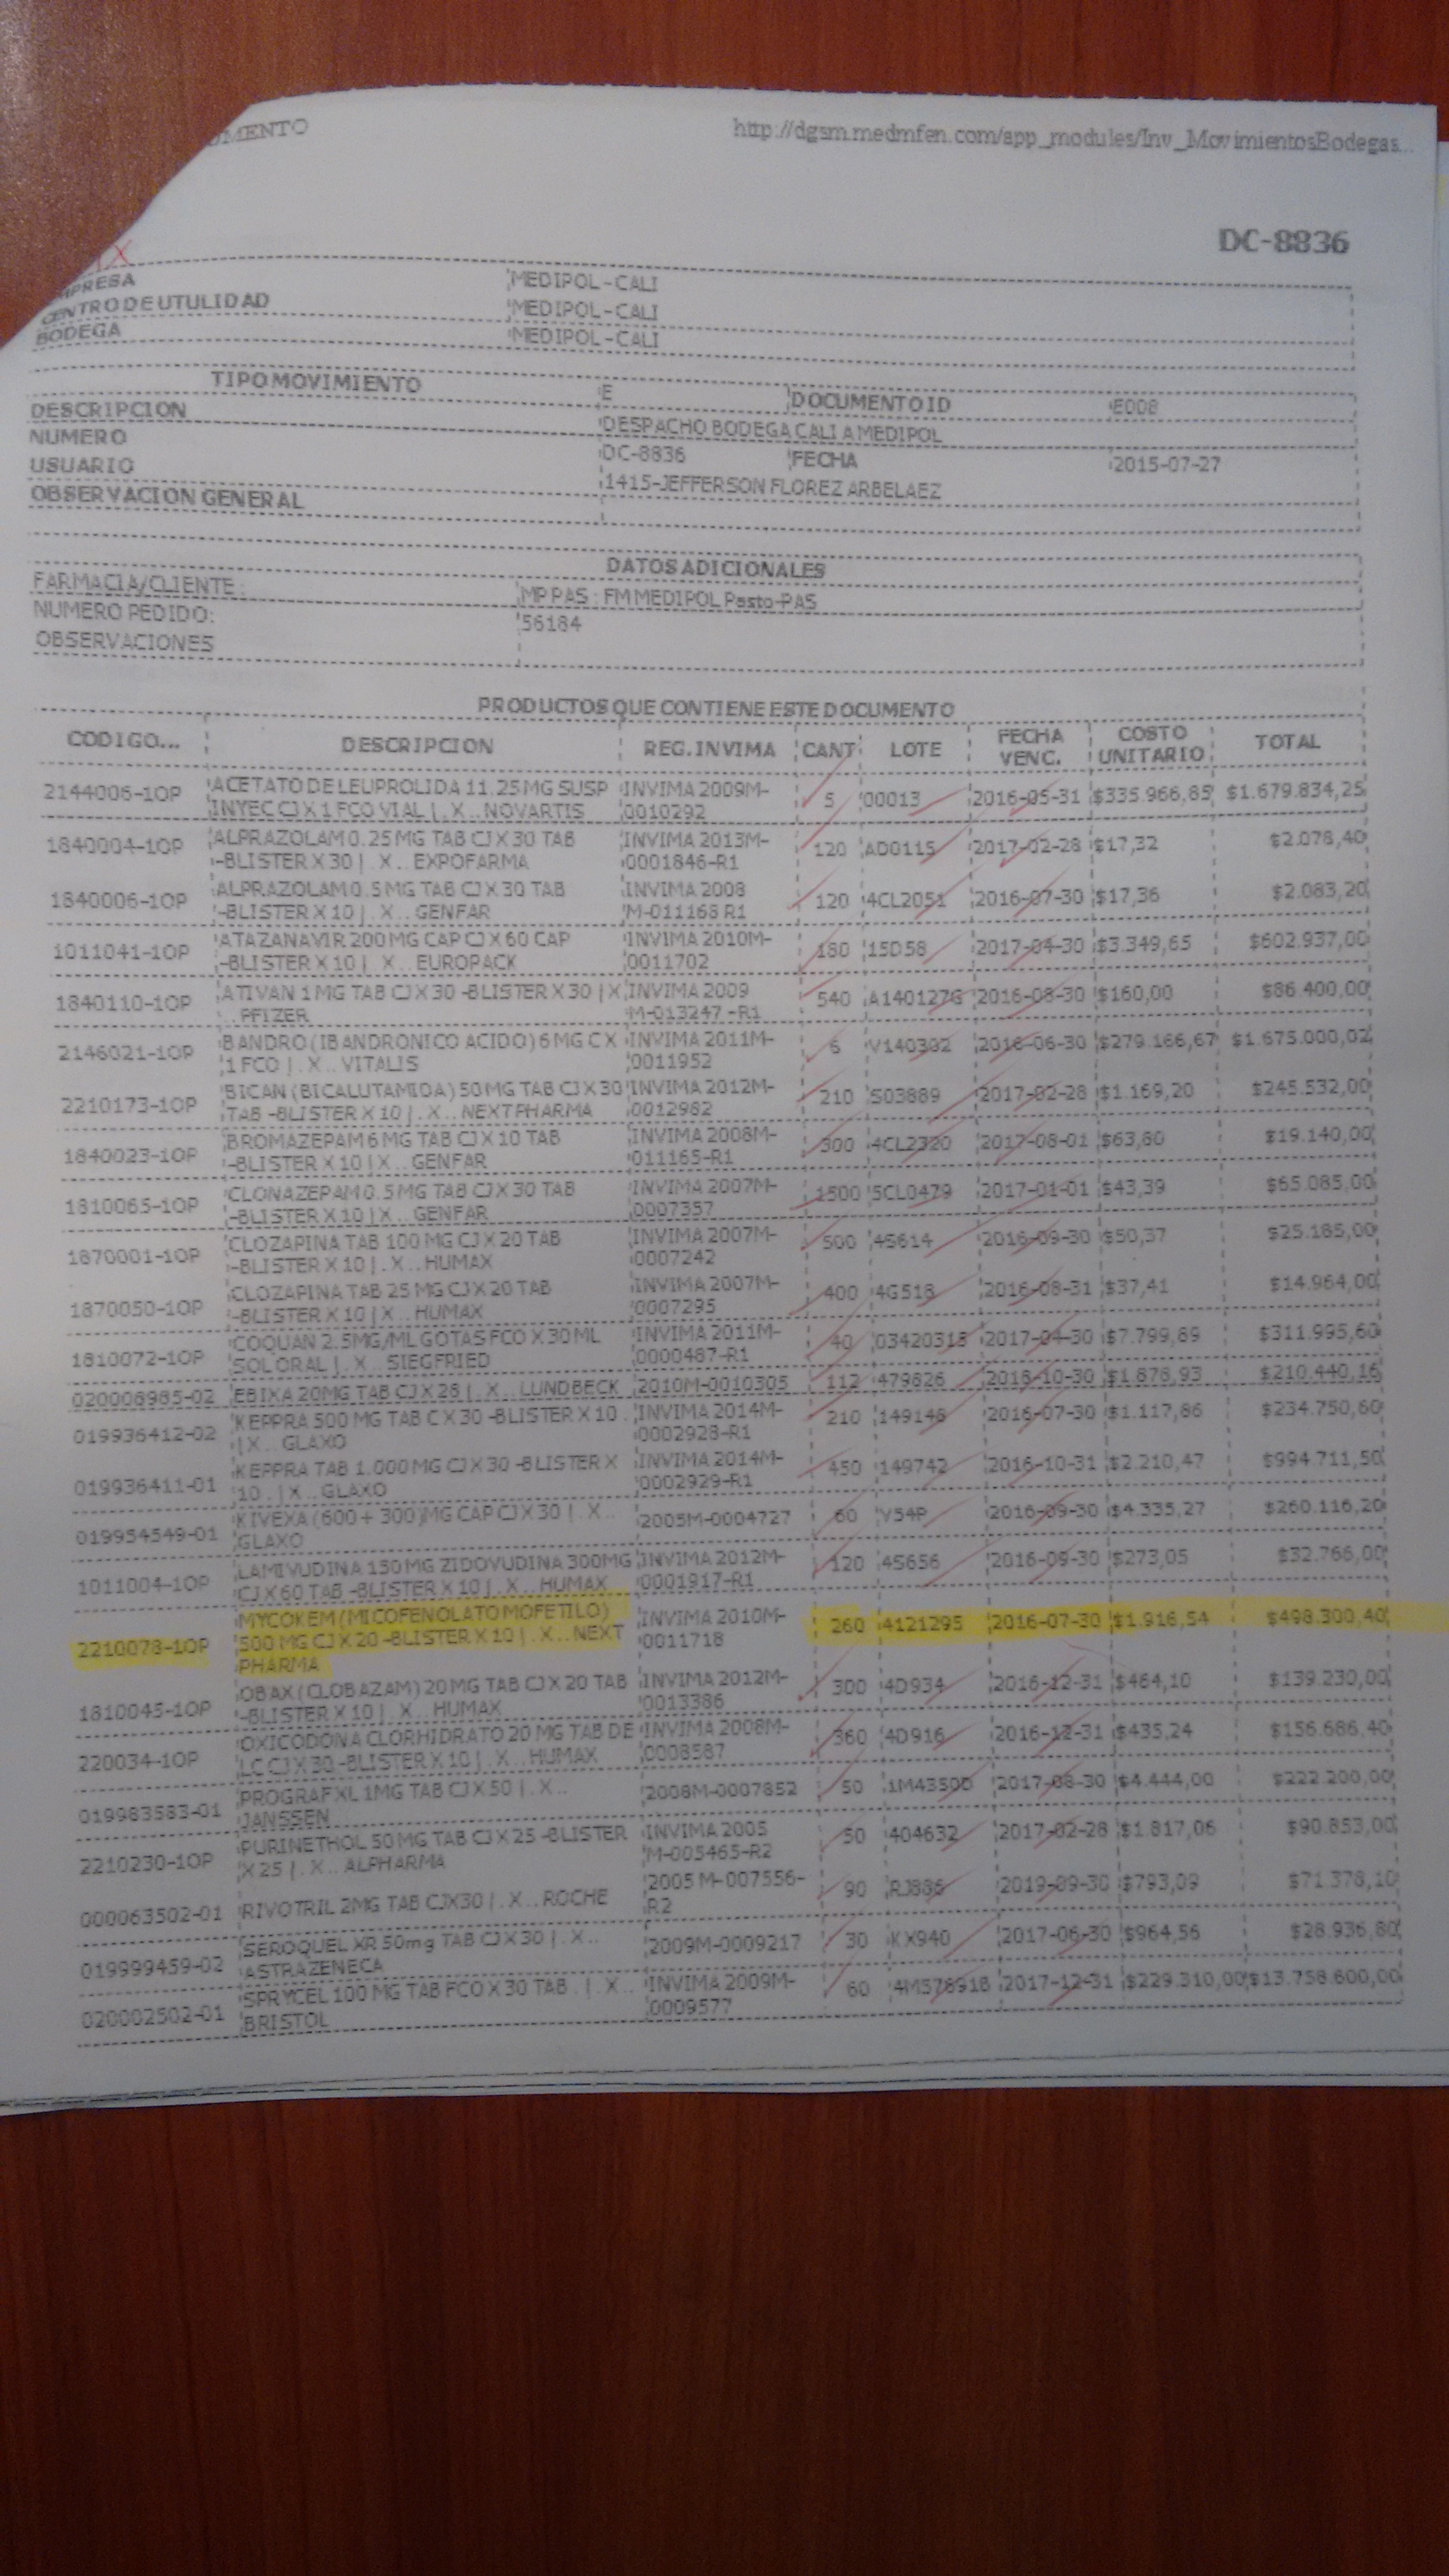 UMENTO http://dgsm.medmfen.com/app_modules/Inv_MovimientosBodegas...
DC-8836
MPRESA MEDIPOL-CALI
CENTRO DE UTULIDAD MEDIPOL-CALI
BODEGA MEDIPOL-CALI
TIPO MOVIMIENTO E DOCUMENTO ID E008
DESCRIPCION DESPACHO BODEGA CALI A MEDIPOL
NUMERO DC-8836 FECHA 2015-07-27
USUARIO 1415-JEFFERSON FLOREZ ARBELAEZ
OBSERVACION GENERAL
DATOS ADICIONALES
FARMACIA/CLIENTE : MP PAS : FM MEDIPOL Pasto-PAS
NUMERO PEDIDO: 56184
OBSERVACIONES
PRODUCTOS QUE CONTIENE ESTE DOCUMENTO
CODIGO... DESCRIPCION REG. INVIMA CANT LOTE FECHA VENC. COSTO UNITARIO TOTAL
2144006-1OP ACETATO DE LEUPROLIDA 11.25 MG SUSP INVIMA 2009M- 5 00013 2016-05-31 $335.966,85 $1.679.834,25
INYEC CJ X 1 FCO VIAL | . X .. NOVARTIS 0010292
1840004-1OP ALPRAZOLAM 0.25 MG TAB CJ X 30 TAB INVIMA 2013M- 120 AD0115 2017-02-28 $17,32 $2.078,40
-BLISTER X 30 | . X .. EXPOFARMA 0001846-R1
1840006-1OP ALPRAZOLAM 0.5 MG TAB CJ X 30 TAB INVIMA 2008 120 4CL2051 2016-07-30 $17,36 $2.083,20
-BLISTER X 10 | . X .. GENFAR M-011168 R1
1011041-1OP ATAZANAVIR 200 MG CAP CJ X 60 CAP INVIMA 2010M- 180 15D58 2017-04-30 $3.349,65 $602.937,00
-BLISTER X 10 | . X .. EUROPACK 0011702
1840110-1OP ATIVAN 1 MG TAB CJ X 30 -BLISTER X 30 | X INVIMA 2009 540 A140127G 2016-08-30 $160,00 $86.400,00
.. PFIZER M-013247 -R1
2146021-1OP BANDRO (IBANDRONICO ACIDO) 6 MG C X INVIMA 2011M- 6 V140302 2016-06-30 $279.166,67 $1.675.000,02
1 FCO | . X .. VITALIS 0011952
2210173-1OP BICAN (BICALUTAMIDA) 50 MG TAB CJ X 30 INVIMA 2012M- 210 S03889 2017-02-28 $1.169,20 $245.532,00
TAB -BLISTER X 10 | . X .. NEXTPHARMA 0012982
1840023-1OP BROMAZEPAM 6 MG TAB CJ X 10 TAB INVIMA 2008M- 300 4CL2320 2017-08-01 $63,80 $19.140,00
-BLISTER X 10 | X .. GENFAR 011165-R1
1810065-1OP CLONAZEPAM 0.5 MG TAB CJ X 30 TAB INVIMA 2007M- 1500 5CL0479 2017-01-01 $43,39 $65.085,00
-BLISTER X 10 | X .. GENFAR 0007357
1870001-1OP CLOZAPINA TAB 100 MG CJ X 20 TAB INVIMA 2007M- 500 45614 2016-09-30 $50,37 $25.185,00
-BLISTER X 10 | . X .. HUMAX 0007242
1870050-1OP CLOZAPINA TAB 25 MG CJ X 20 TAB INVIMA 2007M- 400 4G518 2016-08-31 $37,41 $14.964,00
-BLISTER X 10 | X .. HUMAX 0007295
1810072-1OP COQUAN 2.5MG/ML GOTAS FCO X 30 ML INVIMA 2011M- 40 03420318 2017-04-30 $7.799,89 $311.995,60
SOL ORAL | . X .. SIEGFRIED 0000487-R1
020008985-02 EBIXA 20MG TAB CJ X 28 | . X .. LUNDBECK 2010M-0010305 112 479826 2018-10-30 $1.878,93 $210.440,16
019936412-02 KEPPRA 500 MG TAB C X 30 -BLISTER X 10 . INVIMA 2014M- 210 149148 2016-07-30 $1.117,86 $234.750,60
| X .. GLAXO 0002928-R1
019936411-01 KEPPRA TAB 1.000 MG CJ X 30 -BLISTER X INVIMA 2014M- 450 149742 2016-10-31 $2.210,47 $994.711,50
10 . | X .. GLAXO 0002929-R1
019954549-01 KIVEXA (600 + 300)MG CAP CJ X 30 | . X .. 2005M-0004727 60 V54P 2016-09-30 $4.335,27 $260.116,20
GLAXO
1011004-1OP LAMIVUDINA 150 MG ZIDOVUDINA 300MG INVIMA 2012M- 120 45656 2016-09-30 $273,05 $32.766,00
CJ X 60 TAB -BLISTER X 10 | . X .. HUMAX 0001917-R1
2210078-1OP MYCOKEM (MICOFENOLATO MOFETILO) INVIMA 2010M- 260 4121295 2016-07-30 $1.916,54 $498.300,40
500 MG CJ X 20 -BLISTER X 10 | . X .. NEXT 0011718
PHARMA
1810045-1OP OBAX (CLOBAZAM) 20 MG TAB CJ X 20 TAB INVIMA 2012M- 300 4D934 2016-12-31 $464,10 $139.230,00
-BLISTER X 10 | . X .. HUMAX 0013386
220034-1OP OXICODONA CLORHIDRATO 20 MG TAB DE INVIMA 2008M- 360 4D916 2016-12-31 $435,24 $156.686,40
LC CJ X 30 -BLISTER X 10 | . X .. HUMAX 0008587
019983583-01 PROGRAF XL 1MG TAB CJ X 50 | . X .. 2008M-0007852 50 1M4350D 2017-08-30 $4.444,00 $222.200,00
JANSSEN
2210230-1OP PURINETHOL 50 MG TAB CJ X 25 -BLISTER INVIMA 2005 50 404632 2017-02-28 $1.817,06 $90.853,00
X 25 | . X .. ALPHARMA M-005465-R2
000063502-01 RIVOTRIL 2MG TAB CJX30 | . X .. ROCHE 2005 M-007556- 90 RJ886 2019-09-30 $793,09 $71.378,10
R2
019999459-02 SEROQUEL XR 50mg TAB CJ X 30 | . X .. 2009M-0009217 30 KX940 2017-06-30 $964,56 $28.936,80
ASTRAZENECA
020002502-01 SPRYCEL 100 MG TAB FCO X 30 TAB . | . X .. INVIMA 2009M- 60 4M57891B 2017-12-31 $229.310,00 $13.758.600,00
BRISTOL 0009577